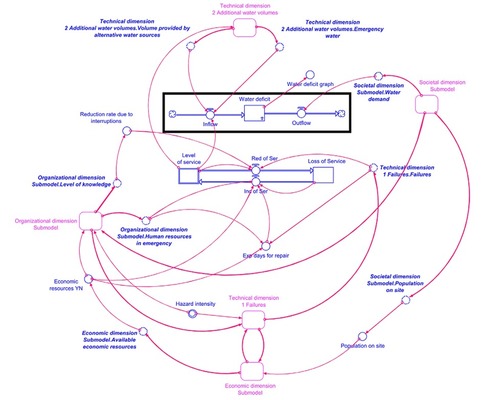 Technical dimension
2 Additional water volumes
Technical dimension
2 Additional water volumes.Volume provided by
alternative water sources
Technical dimension
2 Additional water volumes.Emergency
water
Water deficit graph
Societal dimension
Submodel.Water
demand
Societal dimension
Submodel
Water deficit
Inflow
Outflow
Reduction rate due to
interruptions
Level
of service
Red of Ser
Loss of Service
Inc of Ser
Technical dimension
1 Failures.Failures
Organizational dimension
Submodel.Level of knowledge
Organizational dimension
Submodel
Organizational dimension
Submodel.Human resources
in emergency
Exp days for repair
Economic
resources YN
Societal dimension
Submodel.Population
on site
Hazard intensity
Technical dimension
1 Failures
Economic dimension
Submodel.Available
economic resources
Population on site
Economic dimension
Submodel